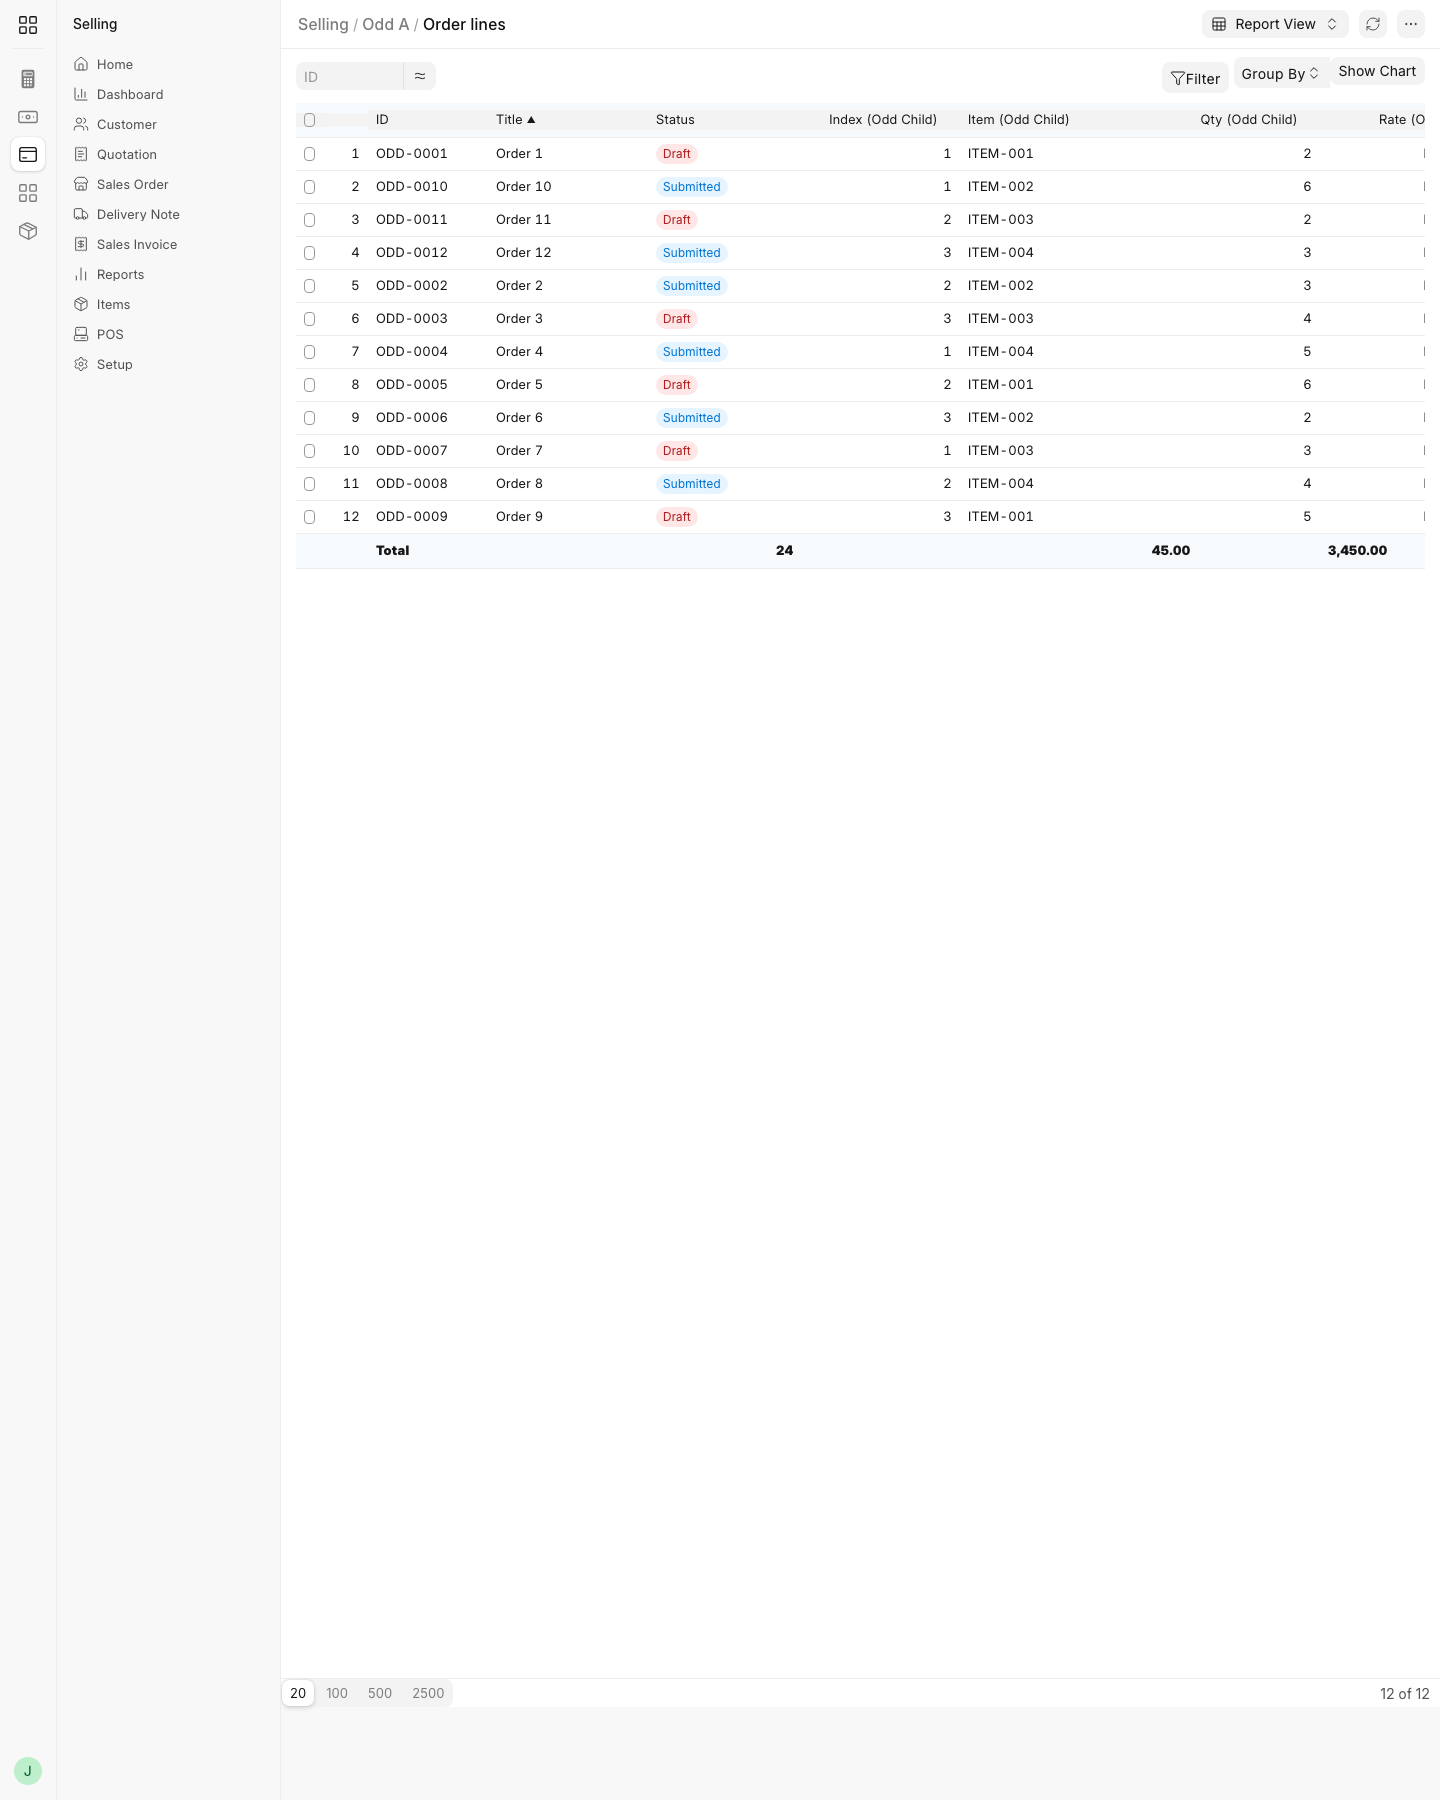 Selling
Home
Dashboard
Customer
Quotation
Sales Order
Delivery Note
Sales Invoice
Reports
Items
POS
Setup
J
Selling / Odd A / Order lines
Report View
ID ≈
Filter Group By Show Chart
ID Title ▲ Status Index (Odd Child) Item (Odd Child) Qty (Odd Child) Rate (O
1 ODD-0001 Order 1 Draft 1 ITEM-001 2
2 ODD-0010 Order 10 Submitted 1 ITEM-002 6
3 ODD-0011 Order 11 Draft 2 ITEM-003 2
4 ODD-0012 Order 12 Submitted 3 ITEM-004 3
5 ODD-0002 Order 2 Submitted 2 ITEM-002 3
6 ODD-0003 Order 3 Draft 3 ITEM-003 4
7 ODD-0004 Order 4 Submitted 1 ITEM-004 5
8 ODD-0005 Order 5 Draft 2 ITEM-001 6
9 ODD-0006 Order 6 Submitted 3 ITEM-002 2
10 ODD-0007 Order 7 Draft 1 ITEM-003 3
11 ODD-0008 Order 8 Submitted 2 ITEM-004 4
12 ODD-0009 Order 9 Draft 3 ITEM-001 5
Total 24 45.00 3,450.00
20 100 500 2500
12 of 12